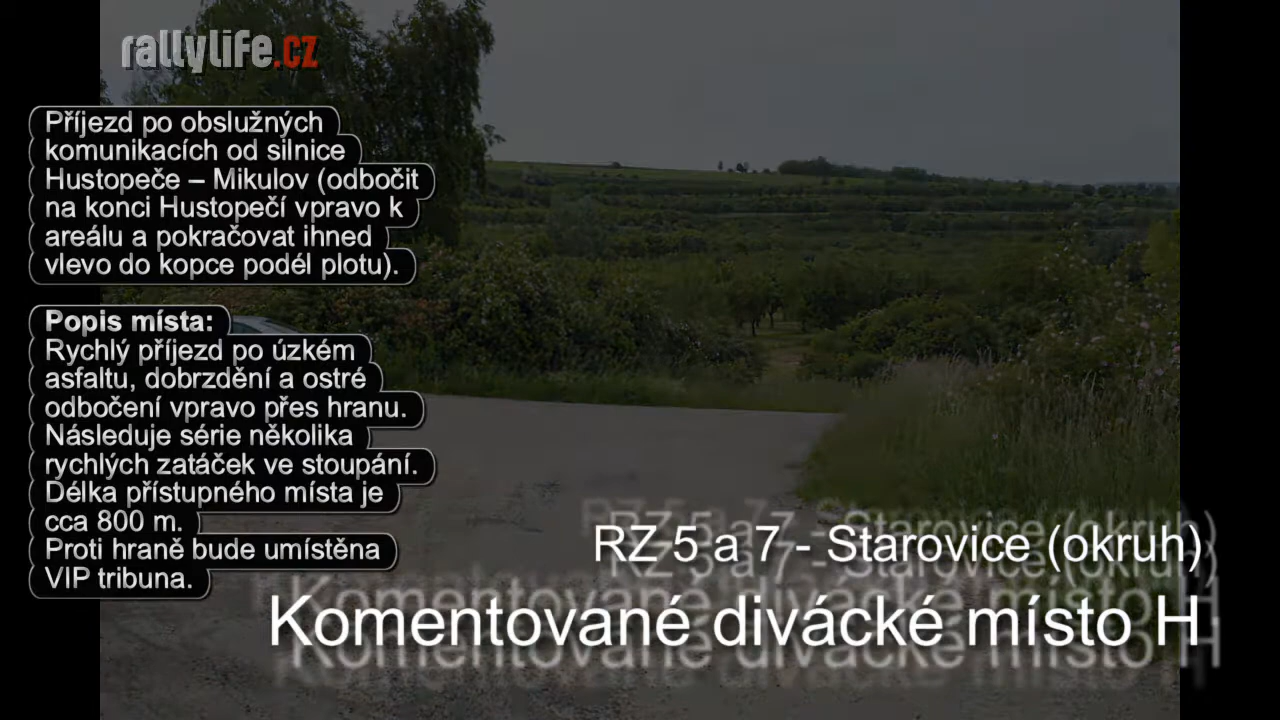 rallylife.cz
Příjezd po obslužných
komunikacích od silnice
Hustopeče – Mikulov (odbočit
na konci Hustopečí vpravo k
areálu a pokračovat ihned
vlevo do kopce podél plotu).
Popis místa:
Rychlý příjezd po úzkém
asfaltu, dobrzdění a ostré
odbočení vpravo přes hranu.
Následuje série několika
rychlých zatáček ve stoupání.
Délka přístupného místa je
cca 800 m.
Proti hraně bude umístěna
VIP tribuna.
RZ 5 a 7 - Starovice (okruh)
Komentované divácké místo H